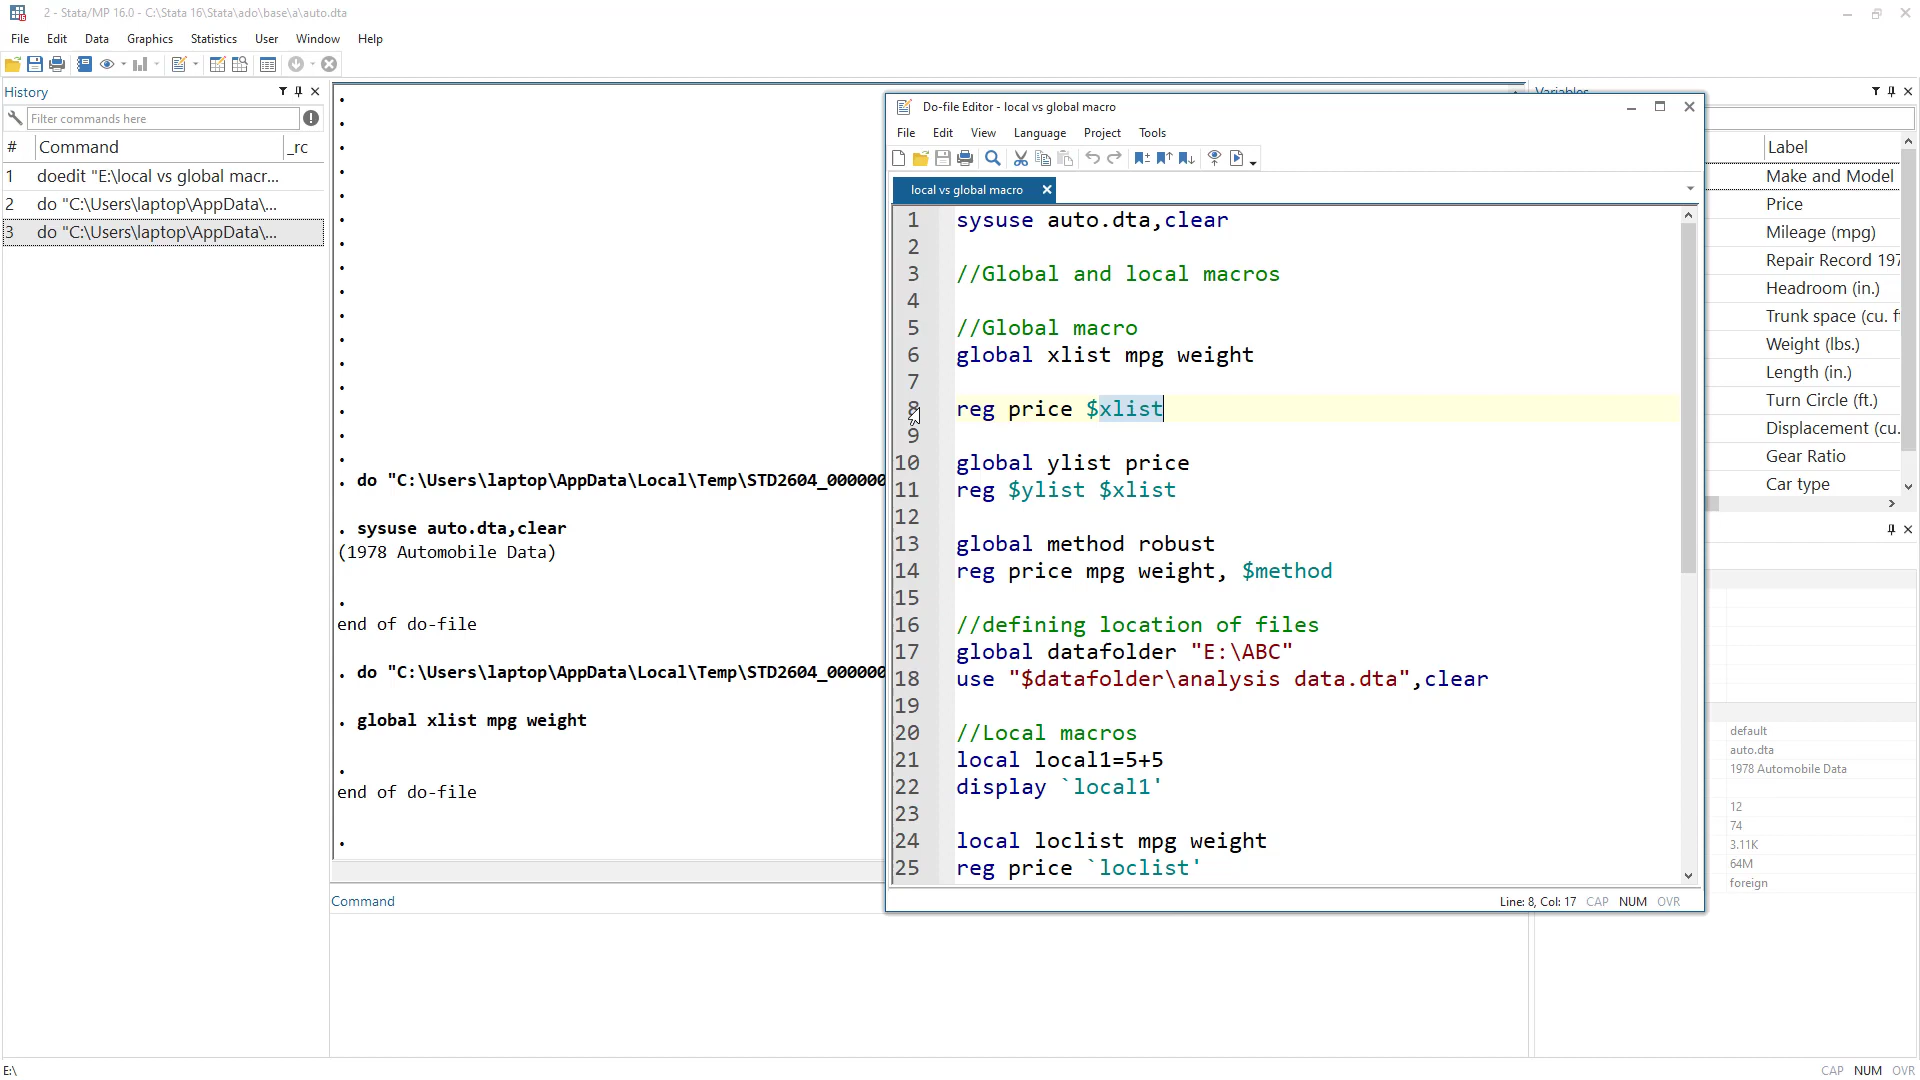 2 - Stata/MP 16.0 - C:\Stata 16\Stata\ado\base\a\auto.dta
File Edit Data Graphics Statistics User Window Help
History
Filter commands here
# Command _rc
1 doedit "E:\local vs global macr...
2 do "C:\Users\laptop\AppData\...
3 do "C:\Users\laptop\AppData\...
. do "C:\Users\laptop\AppData\Local\Temp\STD2604_000000
. sysuse auto.dta,clear
(1978 Automobile Data)
.
end of do-file
. do "C:\Users\laptop\AppData\Local\Temp\STD2604_000000
. global xlist mpg weight
.
end of do-file
.
Command
Do-file Editor - local vs global macro
File Edit View Language Project Tools
local vs global macro
1 sysuse auto.dta,clear
2
3 //Global and local macros
4
5 //Global macro
6 global xlist mpg weight
7
8 reg price $xlist
9
10 global ylist price
11 reg $ylist $xlist
12
13 global method robust
14 reg price mpg weight, $method
15
16 //defining location of files
17 global datafolder "E:\ABC"
18 use "$datafolder\analysis data.dta",clear
19
20 //Local macros
21 local local1=5+5
22 display `local1'
23
24 local loclist mpg weight
25 reg price `loclist'
Line: 8, Col: 17 CAP NUM OVR
Variables
Label
Make and Model
Price
Mileage (mpg)
Repair Record 197
Headroom (in.)
Trunk space (cu. f
Weight (lbs.)
Length (in.)
Turn Circle (ft.)
Displacement (cu.
Gear Ratio
Car type
default
auto.dta
1978 Automobile Data
12
74
3.11K
64M
foreign
E:\
CAP NUM OVR